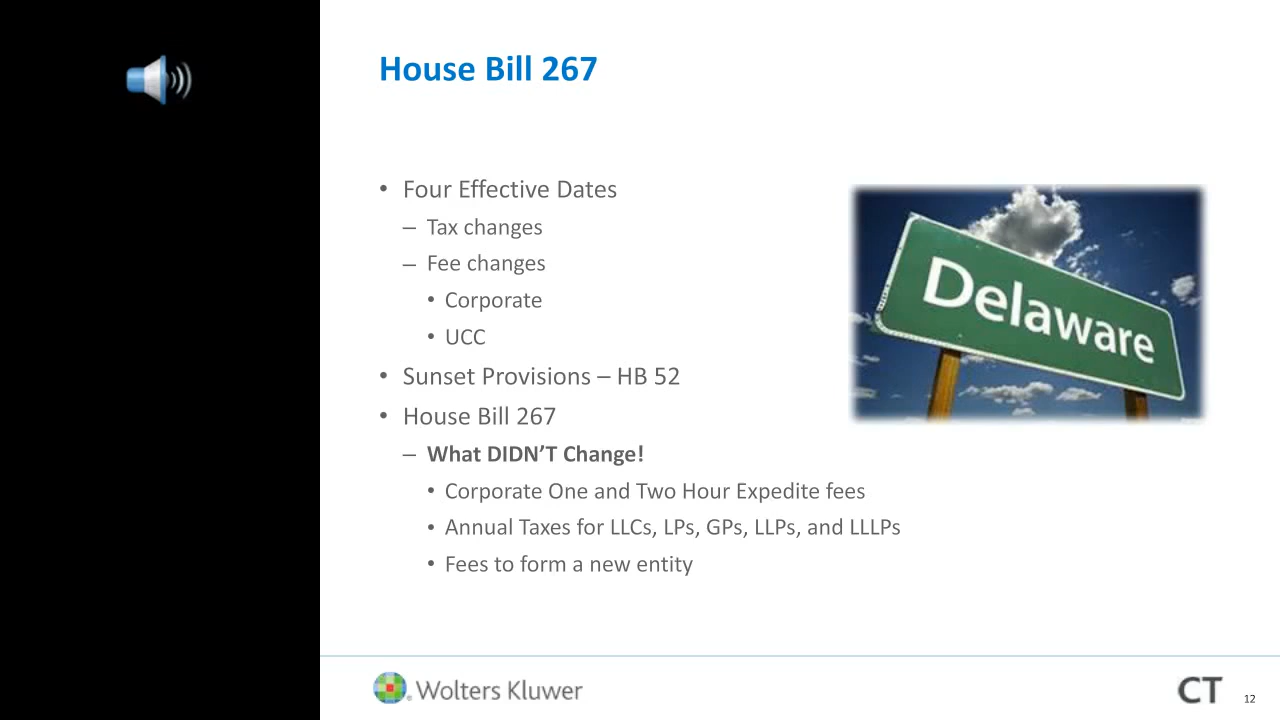 House Bill 267
• Four Effective Dates
– Tax changes
– Fee changes
• Corporate
• UCC
• Sunset Provisions – HB 52
• House Bill 267
– What DIDN’T Change!
• Corporate One and Two Hour Expedite fees
• Annual Taxes for LLCs, LPs, GPs, LLPs, and LLLPs
• Fees to form a new entity
Delaware
Wolters Kluwer
CT
12